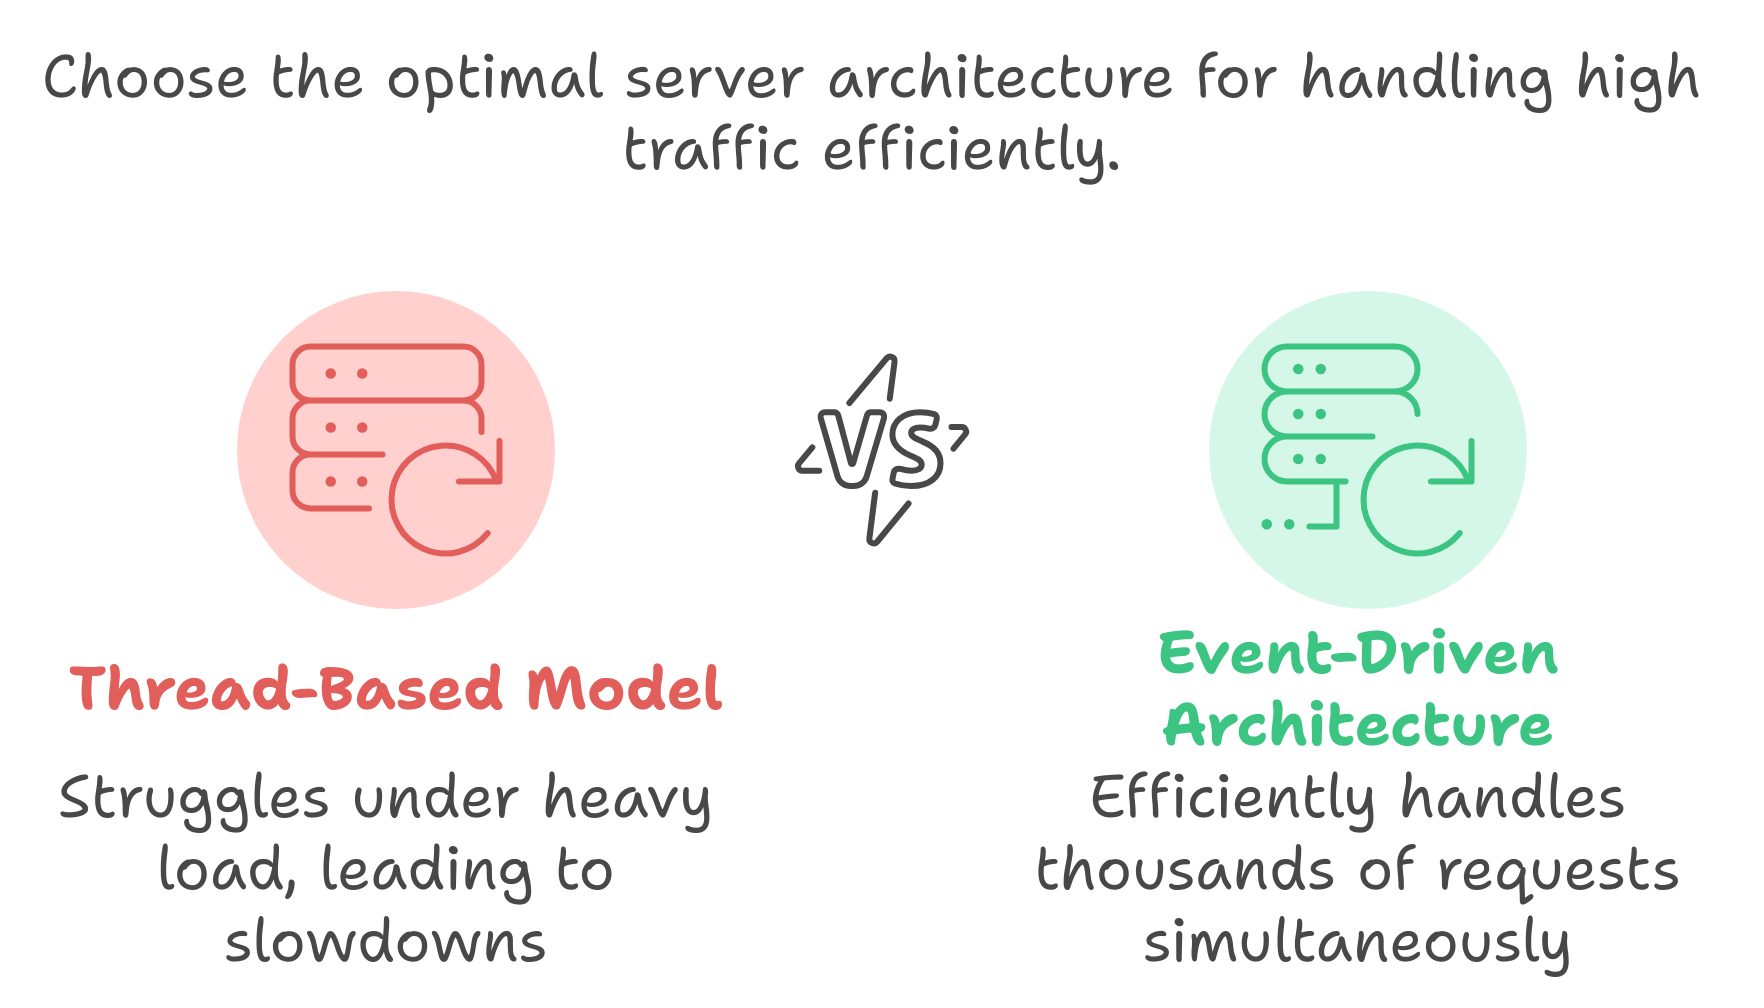 Choose the optimal server architecture for handling high
traffic efficiently.
VS
Thread-Based Model
Struggles under heavy
load, leading to
slowdowns
Event-Driven
Architecture
Efficiently handles
thousands of requests
simultaneously